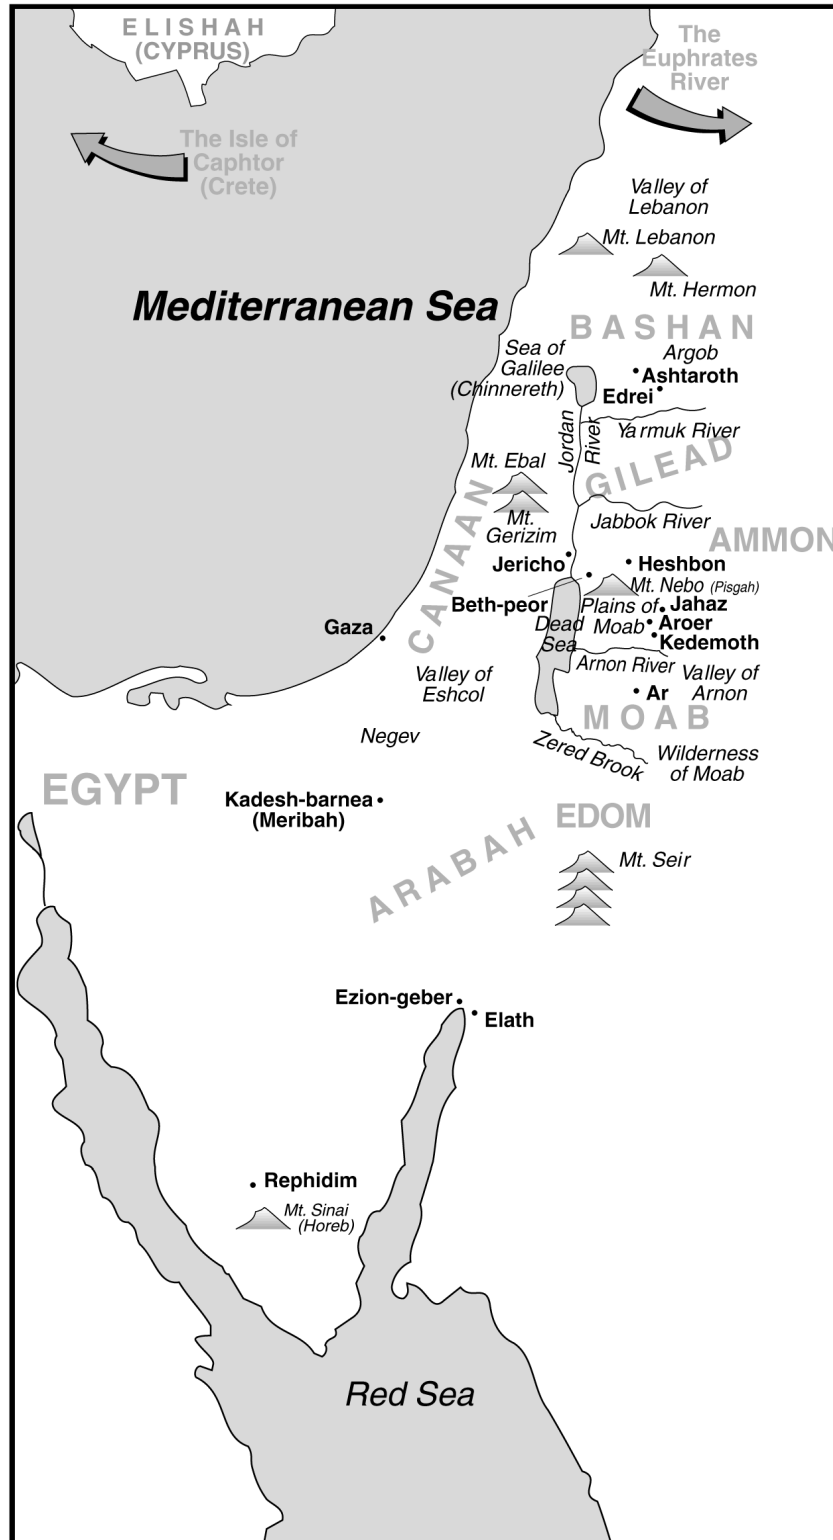 ELISHAH
(CYPRUS)
The
Euphrates
River
The Isle of
Caphtor
(Crete)
Valley of
Lebanon
Mt. Lebanon
Mt. Hermon
Mediterranean Sea
BASHAN
Sea of
Galilee
(Chinnereth)
Argob
Ashtaroth
Edrei
Jordan
River
Yarmuk River
GILEAD
Mt. Ebal
Mt.
Gerizim
CANAAN
Jabbok River
AMMON
Jericho
Heshbon
Mt. Nebo (Pisgah)
Beth-peor
Plains of
Moab
Jahaz
Aroer
Kedemoth
Dead
Sea
Gaza
Arnon River
Valley of
Arnon
Valley of
Eshcol
Ar
MOAB
Negev
Zered Brook
Wilderness
of Moab
EGYPT
Kadesh-barnea
(Meribah)
EDOM
ARABAH
Mt. Seir
Ezion-geber
Elath
Rephidim
Mt. Sinai
(Horeb)
Red Sea